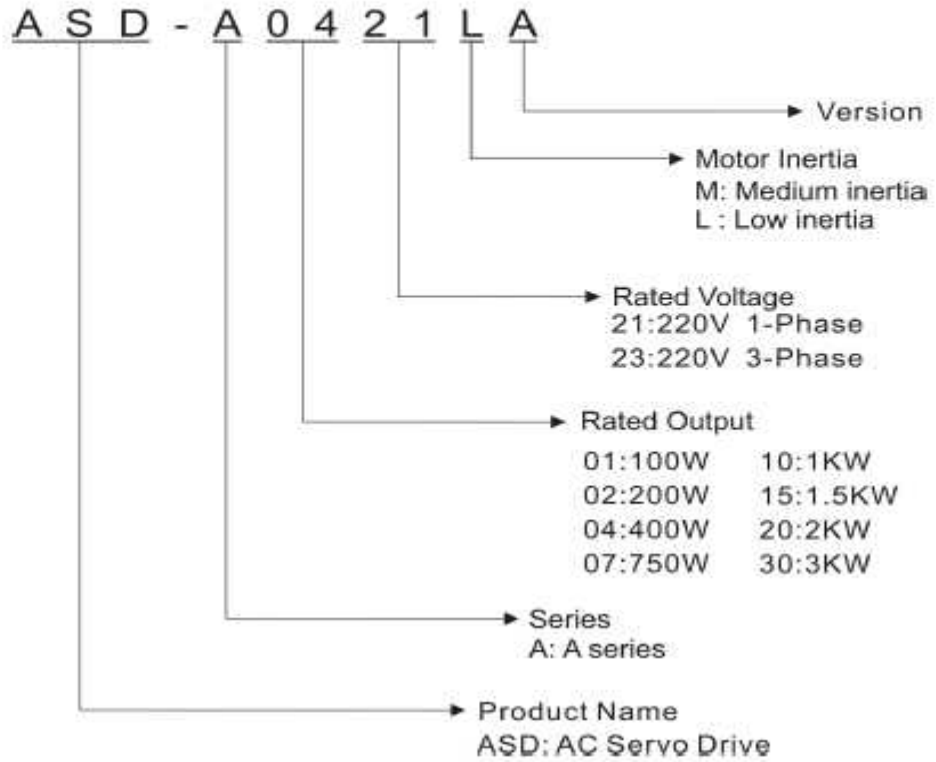 A S D - A 0 4 2 1 L A
Version
Motor Inertia
M: Medium inertia
L : Low inertia
Rated Voltage
21:220V 1-Phase
23:220V 3-Phase
Rated Output
01:100W 10:1KW
02:200W 15:1.5KW
04:400W 20:2KW
07:750W 30:3KW
Series
A: A series
Product Name
ASD: AC Servo Drive